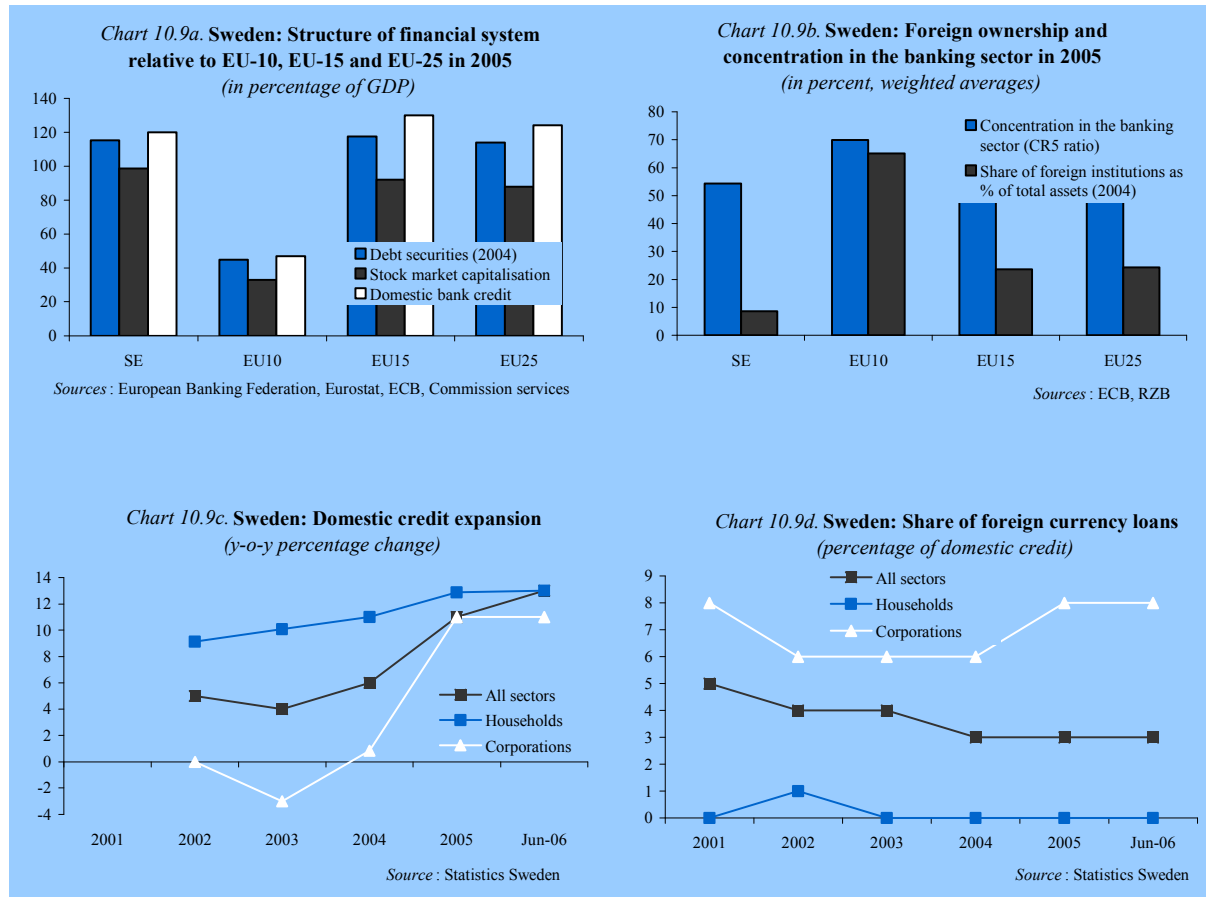 Chart 10.9a. Sweden: Structure of financial system
relative to EU-10, EU-15 and EU-25 in 2005
(in percentage of GDP)
140
120
100
80
60
40
20
0
Debt securities (2004)
Stock market capitalisation
Domestic bank credit
SE EU10 EU15 EU25
Sources : European Banking Federation, Eurostat, ECB, Commission services
Chart 10.9b. Sweden: Foreign ownership and
concentration in the banking sector in 2005
(in percent, weighted averages)
80
70
60
50
40
30
20
10
0
Concentration in the banking
sector (CR5 ratio)
Share of foreign institutions as
% of total assets (2004)
SE EU10 EU15 EU25
Sources : ECB, RZB
Chart 10.9c. Sweden: Domestic credit expansion
(y-o-y percentage change)
14
12
10
8
6
4
2
0
-2
-4
All sectors
Households
Corporations
2001 2002 2003 2004 2005 Jun-06
Source : Statistics Sweden
Chart 10.9d. Sweden: Share of foreign currency loans
(percentage of domestic credit)
9
8
7
6
5
4
3
2
1
0
All sectors
Households
Corporations
2001 2002 2003 2004 2005 Jun-06
Source : Statistics Sweden